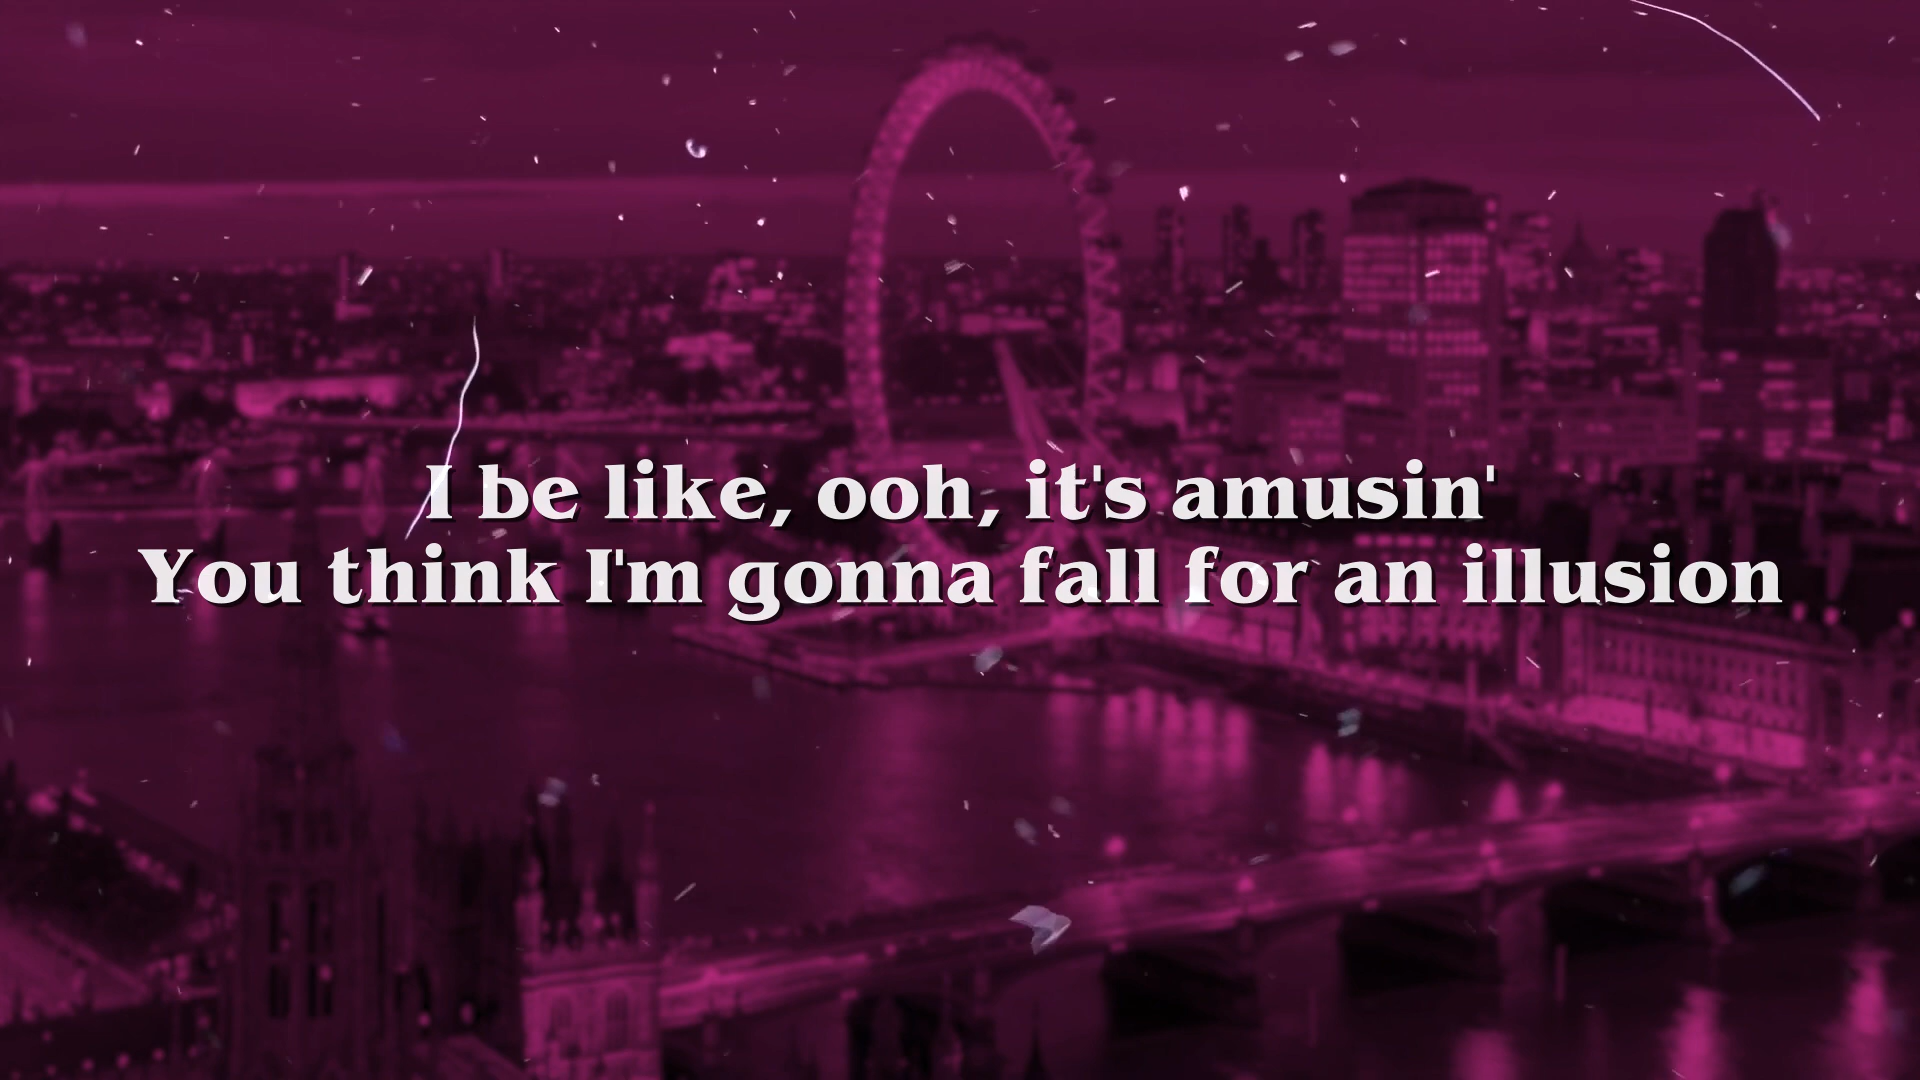 I be like, ooh, it's amusin'
You think I'm gonna fall for an illusion